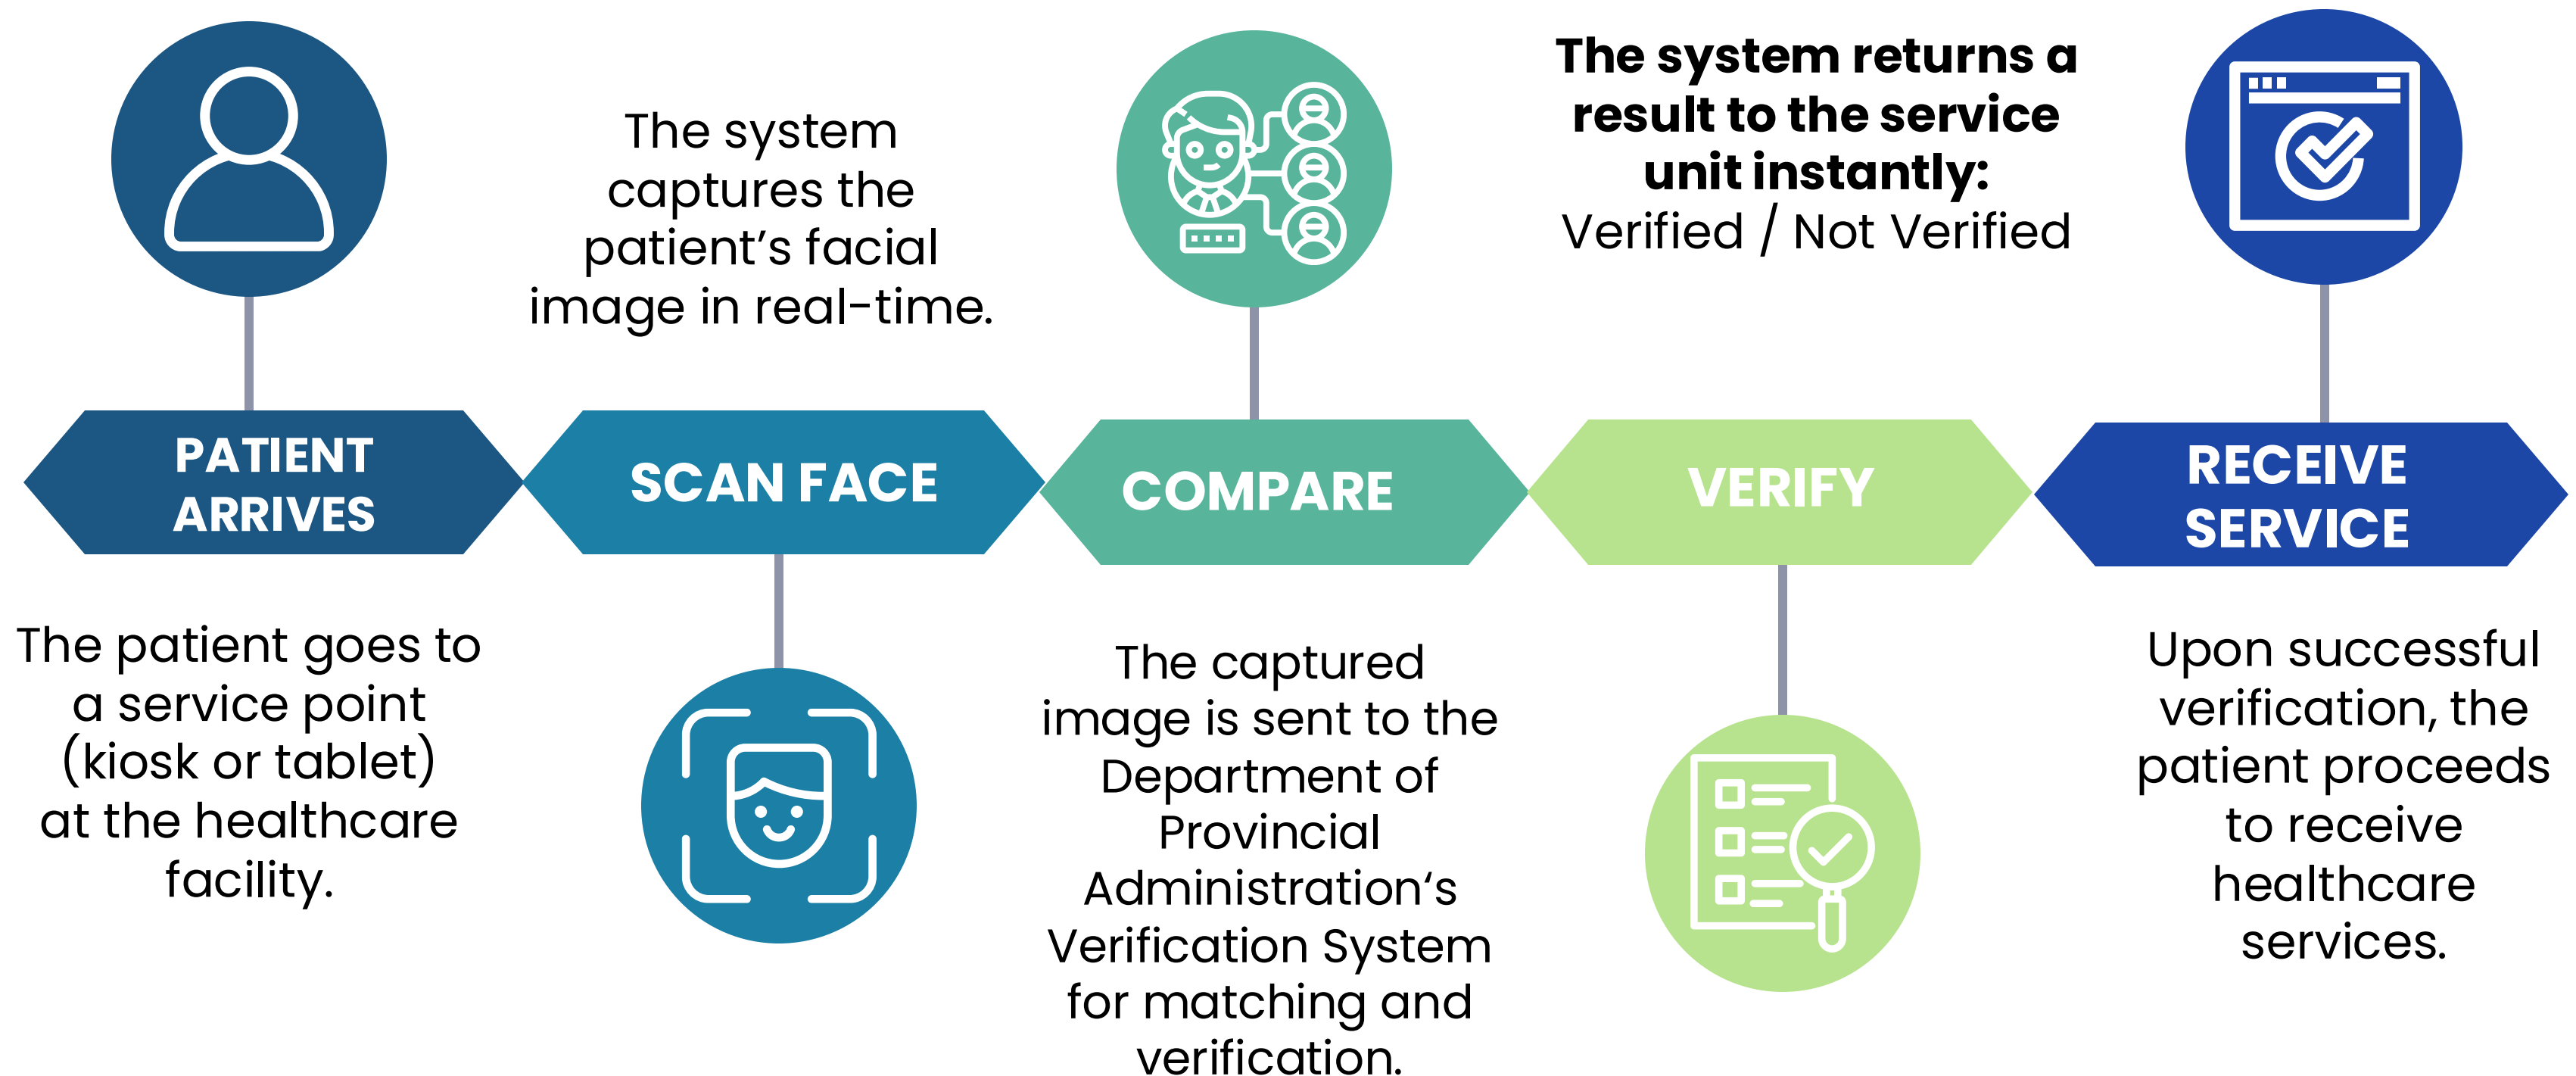 PATIENT
ARRIVES
The patient goes to
a service point
(kiosk or tablet)
at the healthcare
facility.
The system
captures the
patient’s facial
image in real-time.
SCAN FACE
COMPARE
The captured
image is sent to the
Department of
Provincial
Administration‘s
Verification System
for matching and
verification.
The system returns a
result to the service
unit instantly:
Verified / Not Verified
VERIFY
RECEIVE
SERVICE
Upon successful
verification, the
patient proceeds
to receive
healthcare
services.